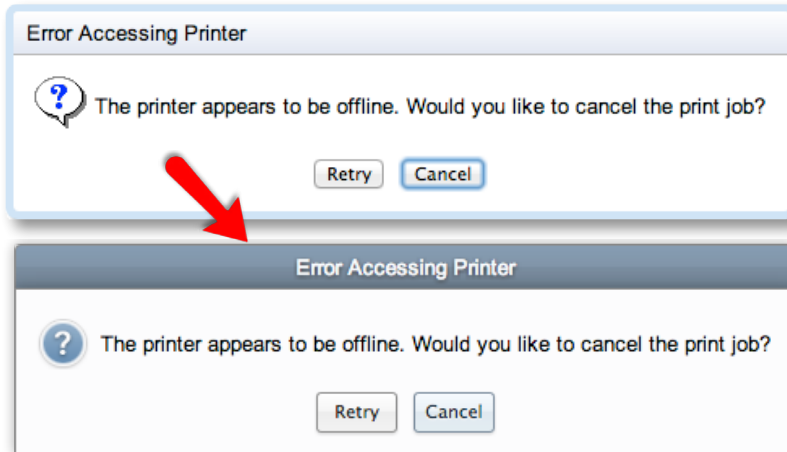 Error Accessing Printer
?
The printer appears to be offline. Would you like to cancel the print job?
Retry Cancel
Error Accessing Printer
?
The printer appears to be offline. Would you like to cancel the print job?
Retry Cancel